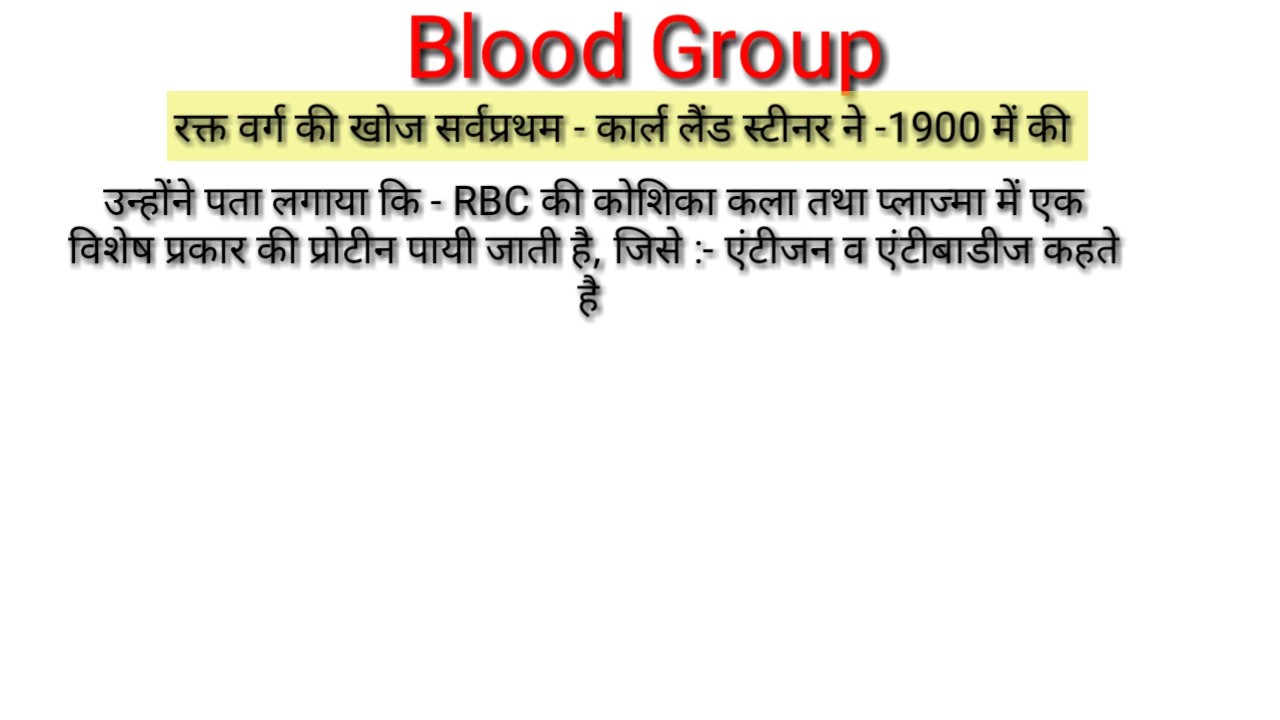 Blood Group
रक्त वर्ग की खोज सर्वप्रथम - कार्ल लैंड स्टीनर ने -1900 में की
उन्होंने पता लगाया कि - RBC की कोशिका कला तथा प्लाज्मा में एक
विशेष प्रकार की प्रोटीन पायी जाती है, जिसे :- एंटीजन व एंटीबाडीज कहते
है